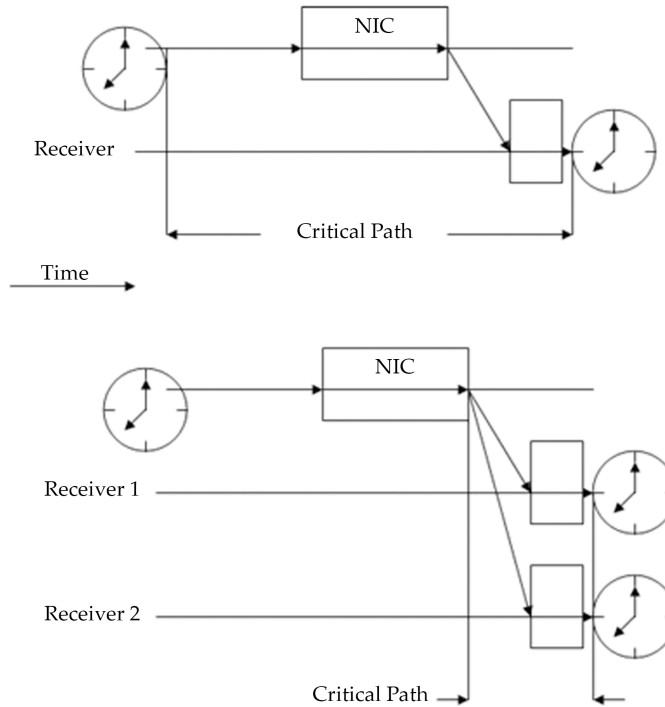 NIC
Receiver
Critical Path
Time
NIC
Receiver 1
Receiver 2
Critical Path